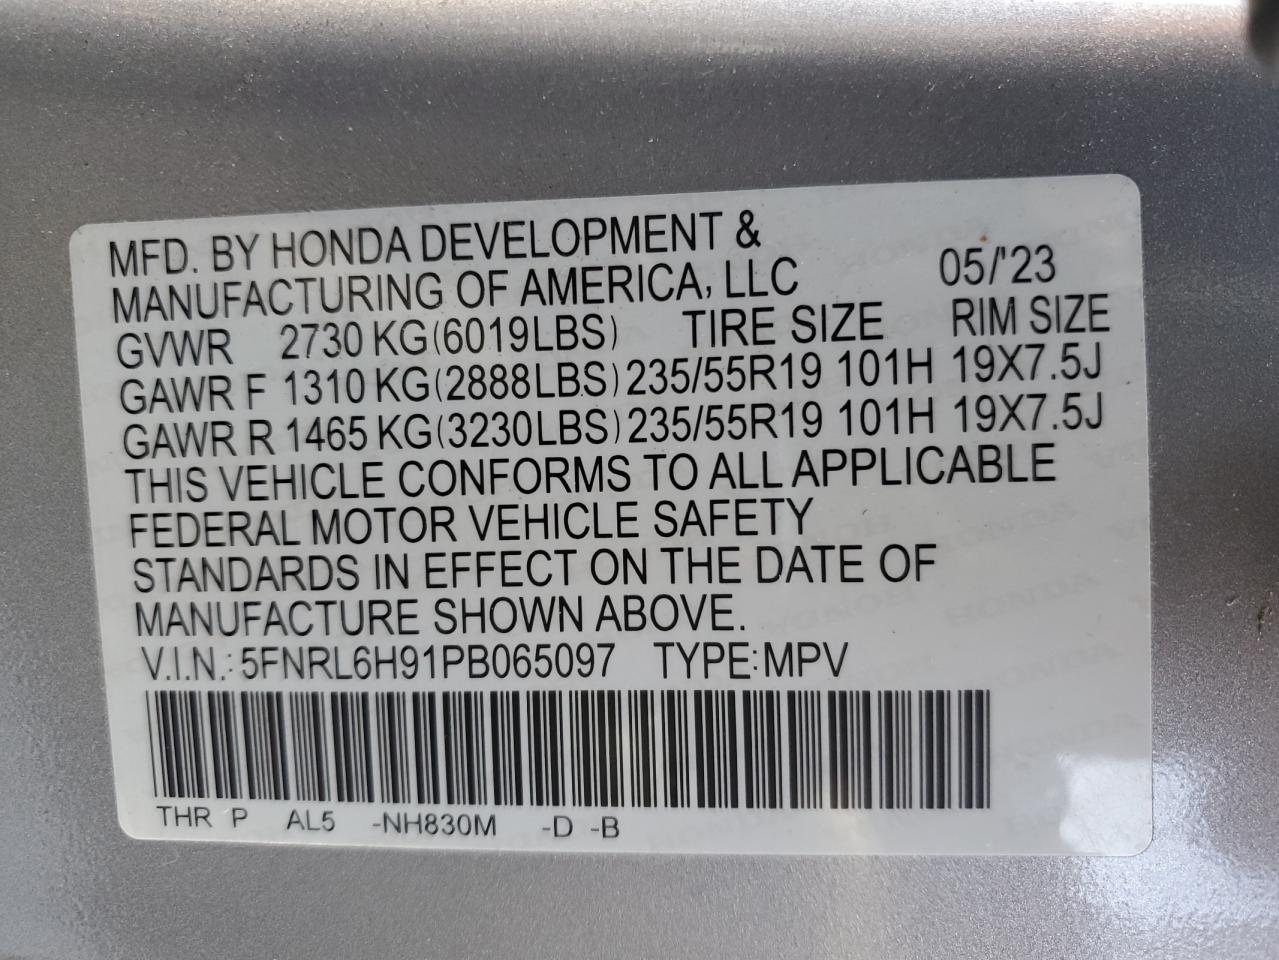 MFD. BY HONDA DEVELOPMENT &
MANUFACTURING OF AMERICA, LLC 05/'23
GVWR 2730 KG(6019LBS) TIRE SIZE RIM SIZE
GAWR F 1310 KG(2888LBS) 235/55R19 101H 19X7.5J
GAWR R 1465 KG(3230LBS) 235/55R19 101H 19X7.5J
THIS VEHICLE CONFORMS TO ALL APPLICABLE
FEDERAL MOTOR VEHICLE SAFETY
STANDARDS IN EFFECT ON THE DATE OF
MANUFACTURE SHOWN ABOVE.
V.I.N.: 5FNRL6H91PB065097 TYPE: MPV
THR P AL5 -NH830M -D -B